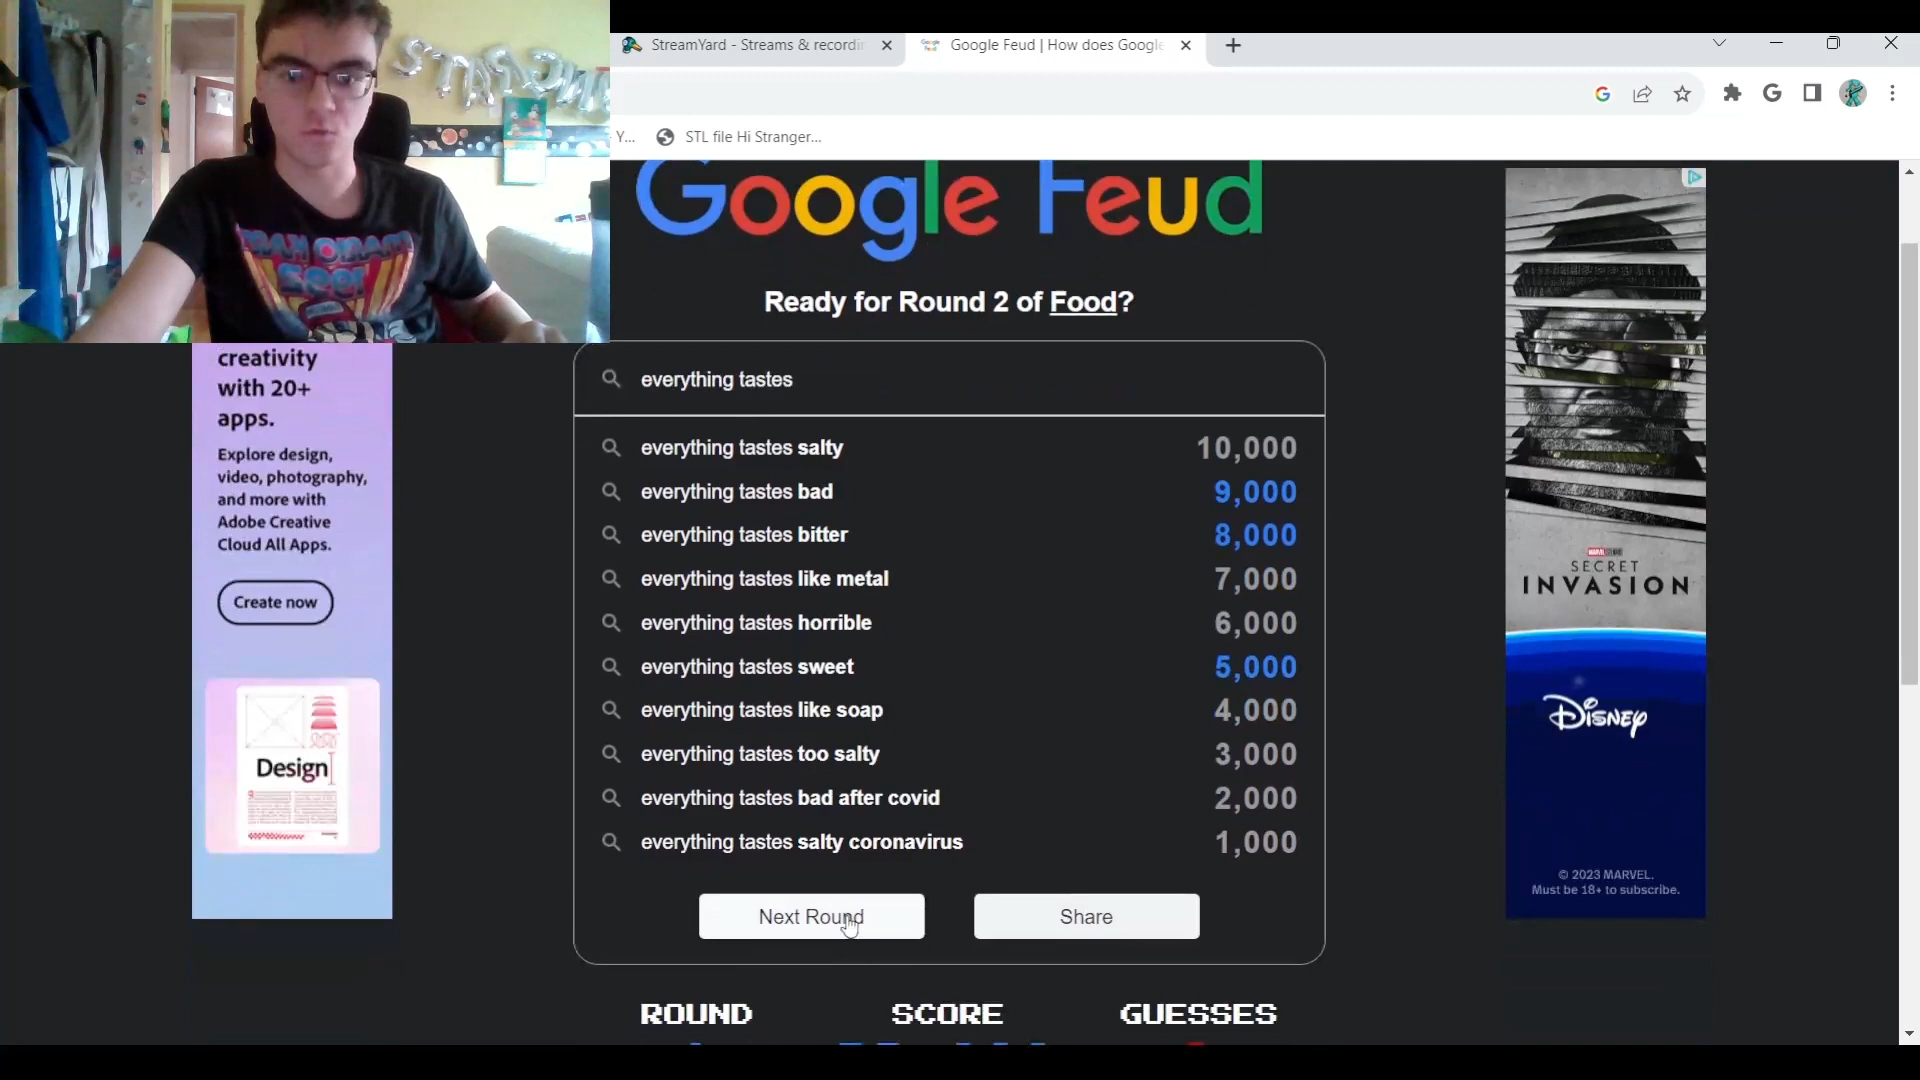 StreamYard - Streams & recordin
Google Feud | How does Google
Y...
STL file Hi Stranger...
Google Feud
Ready for Round 2 of Food?
everything tastes
everything tastes salty 10,000
everything tastes bad 9,000
everything tastes bitter 8,000
everything tastes like metal 7,000
everything tastes horrible 6,000
everything tastes sweet 5,000
everything tastes like soap 4,000
everything tastes too salty 3,000
everything tastes bad after covid 2,000
everything tastes salty coronavirus 1,000
Next Round
Share
ROUND
SCORE
GUESSES
creativity
with 20+
apps.
Explore design,
video, photography,
and more with
Adobe Creative
Cloud All Apps.
Create now
Design
MARVEL
SECRET
INVASION
Disney
© 2023 MARVEL.
Must be 18+ to subscribe.